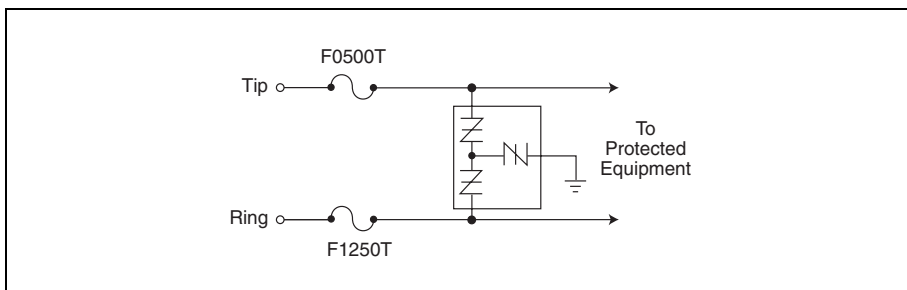 F0500T
Tip
To
Protected
Equipment
Ring
F1250T